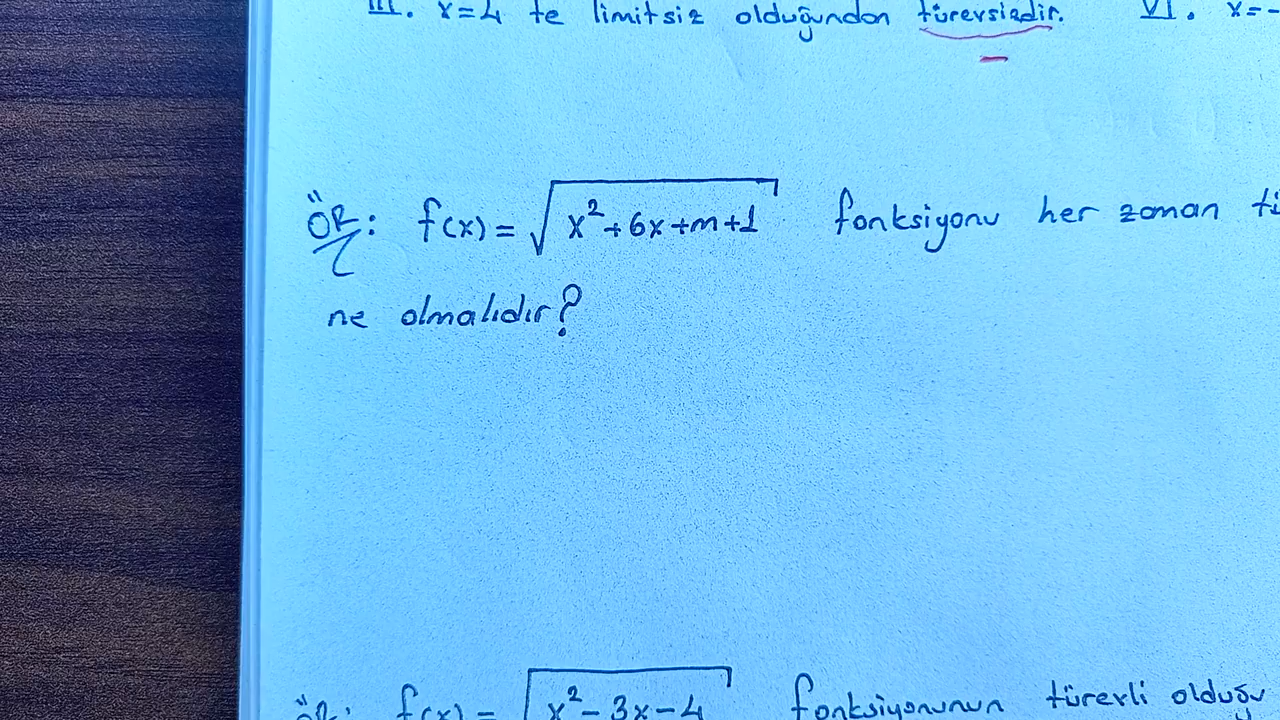 III. x=4 te limitsiz olduğundan türevsizdir. VI. x=-
ÖR: f(x) = √x²+6x+m+1 fonksiyonu her zaman tü
ne olmalıdır?
ÖR: f(x) = √x²-3x-4 fonksiyonunun türevli olduğu